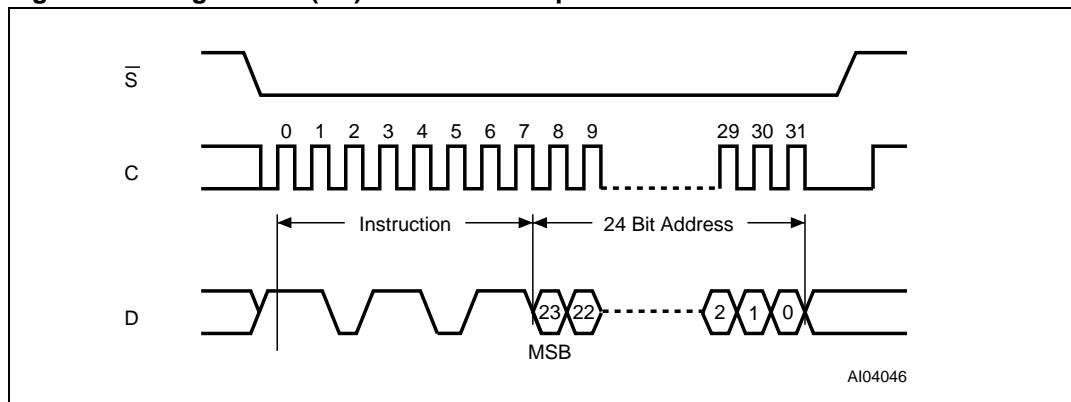 S
0 1 2 3 4 5 6 7 8 9 29 30 31
C
Instruction 24 Bit Address
D 23 22 2 1 0
MSB
AI04046